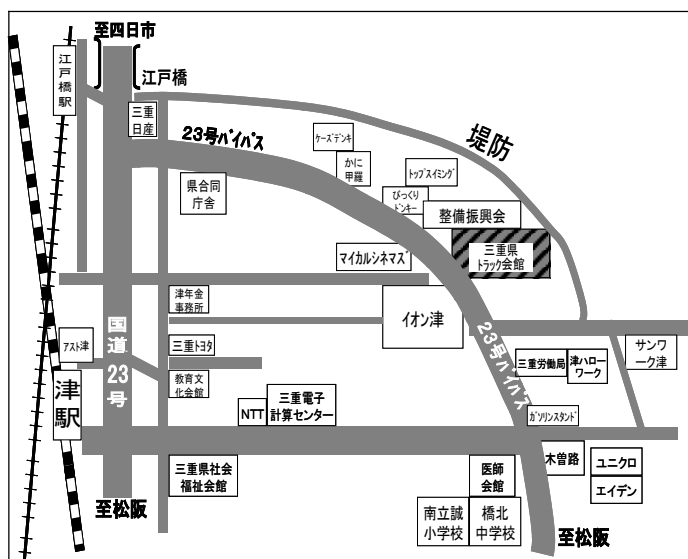 至四日市
江戸橋駅
江戸橋
三重
日産
23号バイパス
ケーズデンキ
かに
甲羅
堤防
トップスイミング
県合同
庁舎
びっくり
ドンキー
整備振興会
三重県
トラック会館
マイカルシネマズ
津年金
事務所
イオン津
国道23号
23号バイパス
アスト津
三重トヨタ
サンワ
ーク津
三重労働局
津ハロー
ワーク
教育文
化会館
津駅
NTT
三重電子
計算センター
ガソリンスタンド
三重県社会
福祉会館
医師
会館
木曽路
ユニクロ
エイデン
至松阪
南立誠
小学校
橋北
中学校
至松阪